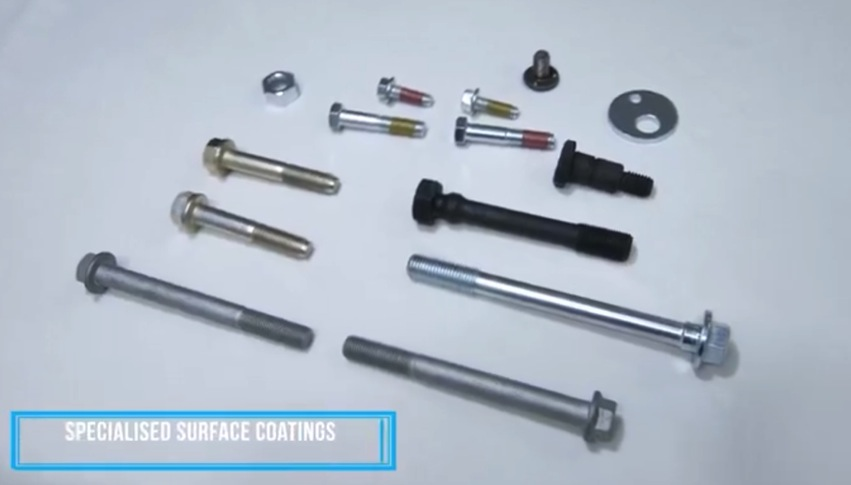 SPECIALISED SURFACE COATINGS